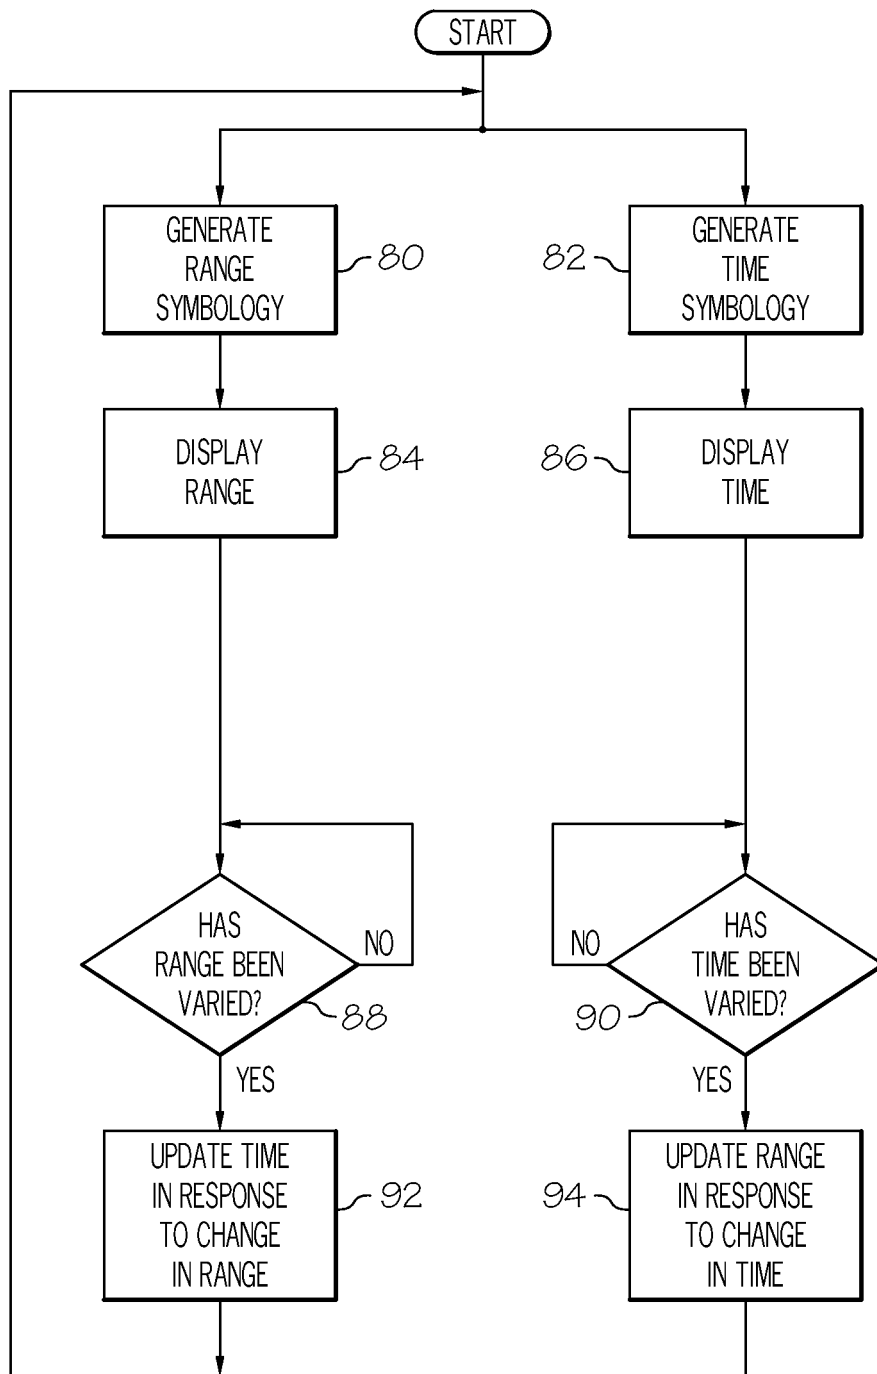 START
GENERATE
RANGE
SYMBOLOGY
80
82
GENERATE
TIME
SYMBOLOGY
DISPLAY
RANGE
84
86
DISPLAY
TIME
HAS
RANGE BEEN
VARIED?
NO
88
YES
NO
HAS
TIME BEEN
VARIED?
90
YES
UPDATE TIME
IN RESPONSE
TO CHANGE
IN RANGE
92
94
UPDATE RANGE
IN RESPONSE
TO CHANGE
IN TIME